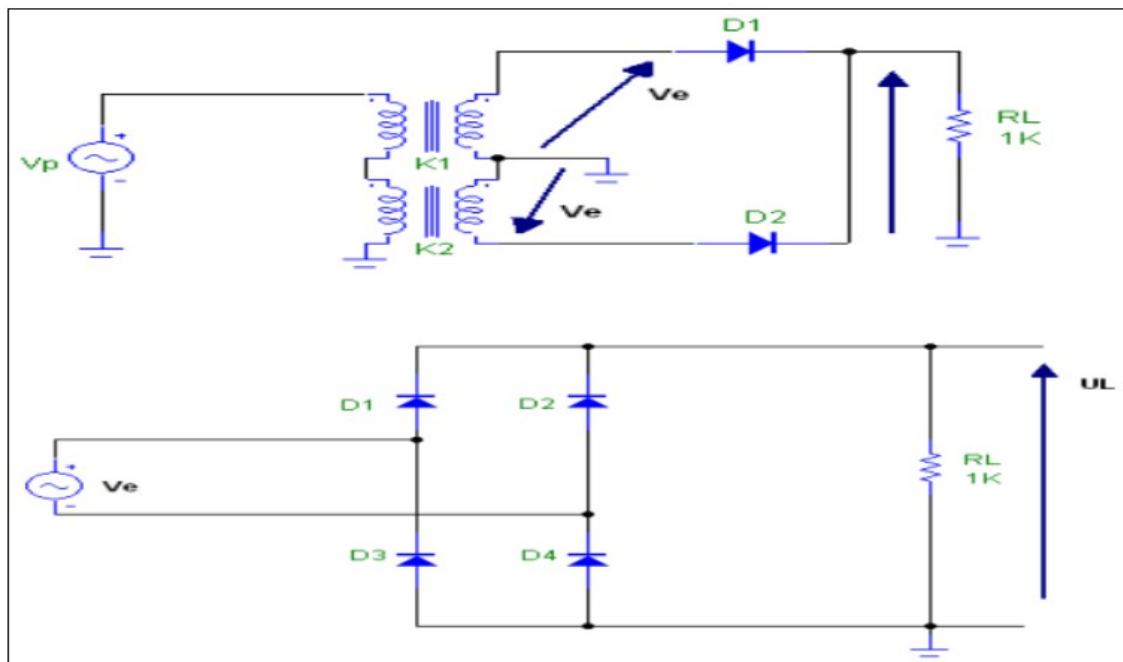 D1
Ve
Vp
+
-
K1
RL
1K
Ve
D2
K2
D1
D2
UL
+
Ve
-
RL
1K
D3
D4